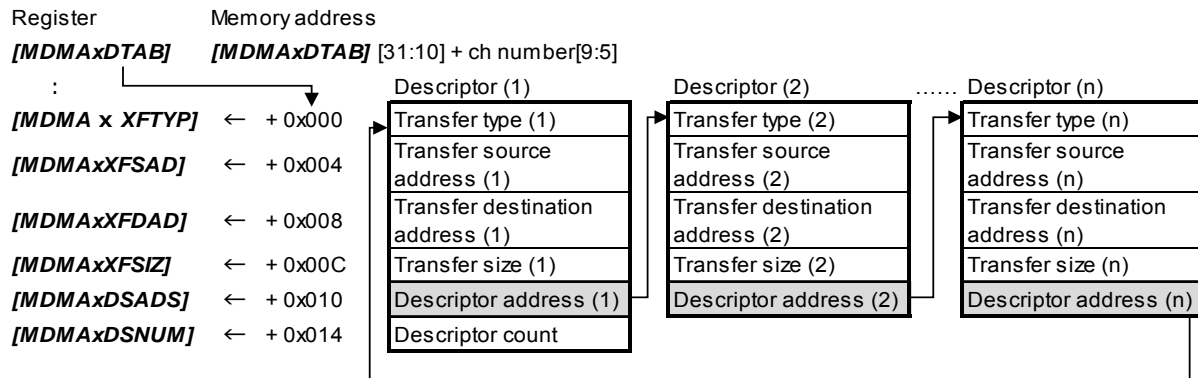 Register Memory address
[MDMAxDTAB] [MDMAxDTAB] [31:10] + ch number[9:5]
: Descriptor (1) Descriptor (2) …… Descriptor (n)
[MDMA x XFTYP] ← + 0x000 Transfer type (1) Transfer type (2) Transfer type (n)
[MDMAxXFSAD] ← + 0x004 Transfer source address (1) Transfer source address (2) Transfer source address (n)
[MDMAxXFDAD] ← + 0x008 Transfer destination address (1) Transfer destination address (2) Transfer destination address (n)
[MDMAxXFSIZ] ← + 0x00C Transfer size (1) Transfer size (2) Transfer size (n)
[MDMAxDSADS] ← + 0x010 Descriptor address (1) Descriptor address (2) Descriptor address (n)
[MDMAxDSNUM] ← + 0x014 Descriptor count